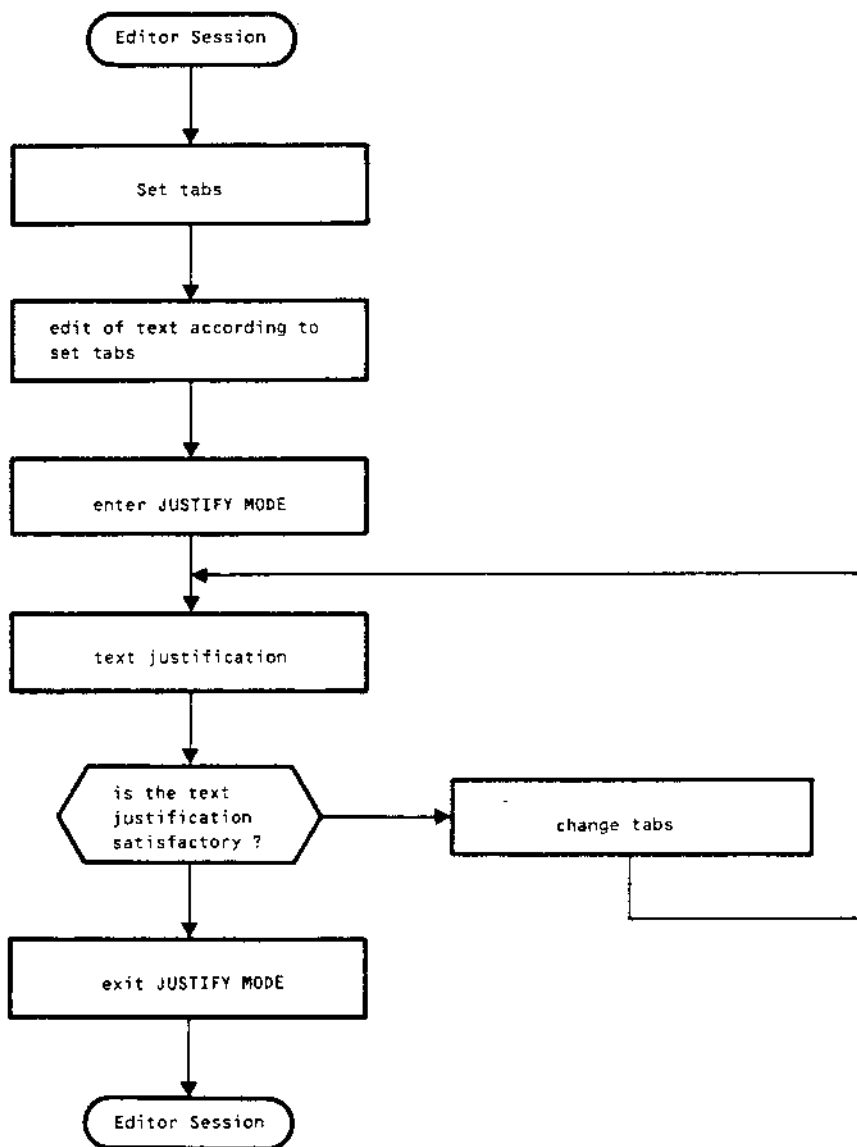 Editor Session
Set tabs
edit of text according to
set tabs
enter JUSTIFY MODE
text justification
is the text
justification
satisfactory ?
change tabs
exit JUSTIFY MODE
Editor Session